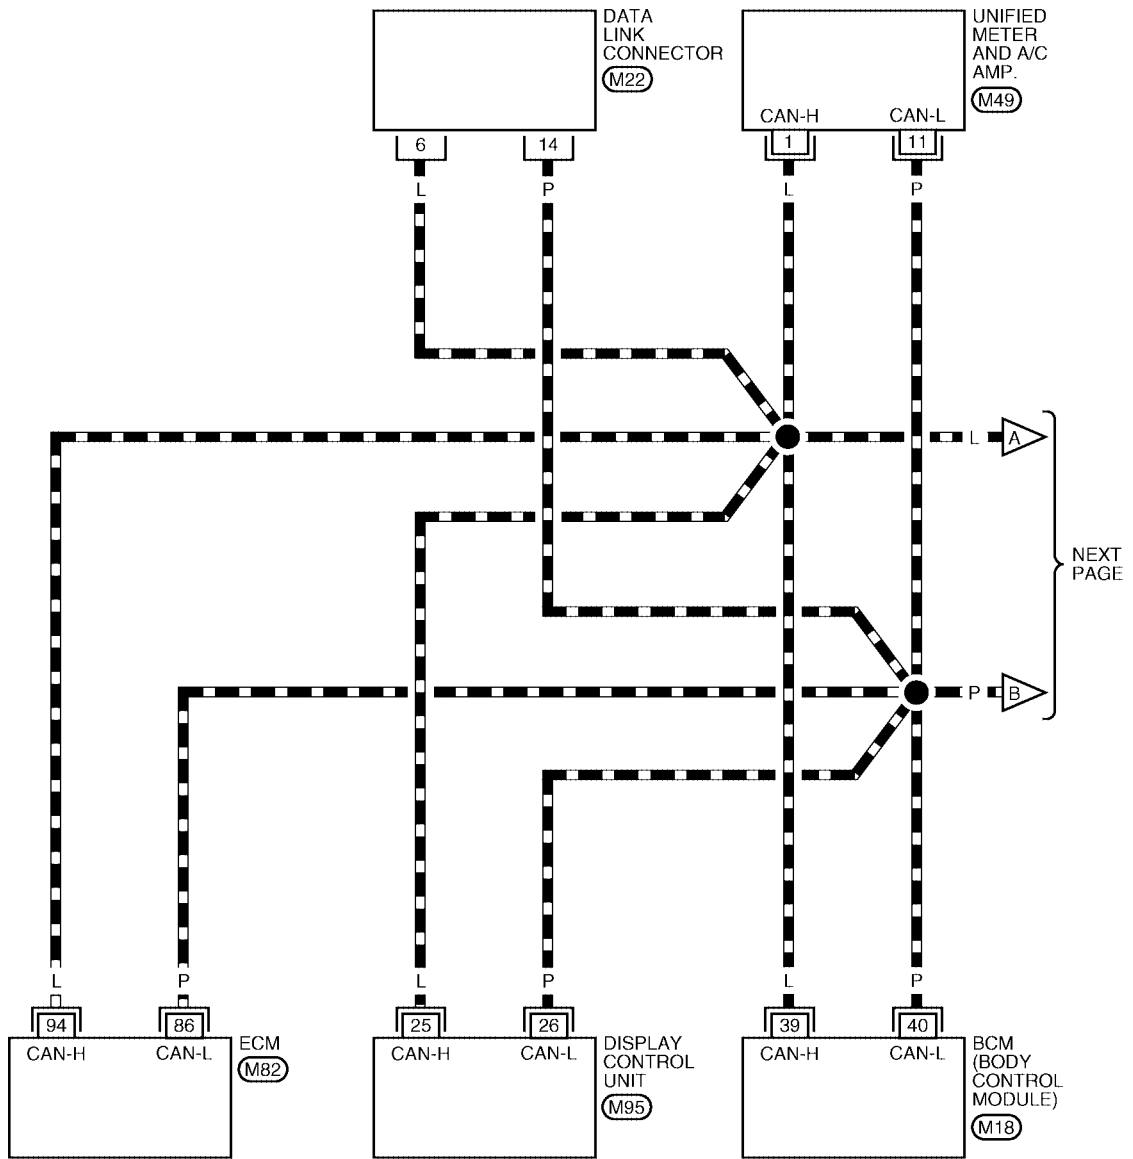 DATA
LINK
CONNECTOR
M22
UNIFIED
METER
AND A/C
AMP.
M49
CAN-H
CAN-L
6
14
1
11
L
P
L
P
L
A
NEXT
PAGE
P
B
L
P
L
P
L
P
94
86
25
26
39
40
CAN-H
CAN-L
ECM
M82
CAN-H
CAN-L
DISPLAY
CONTROL
UNIT
M95
CAN-H
CAN-L
BCM
(BODY
CONTROL
MODULE)
M18